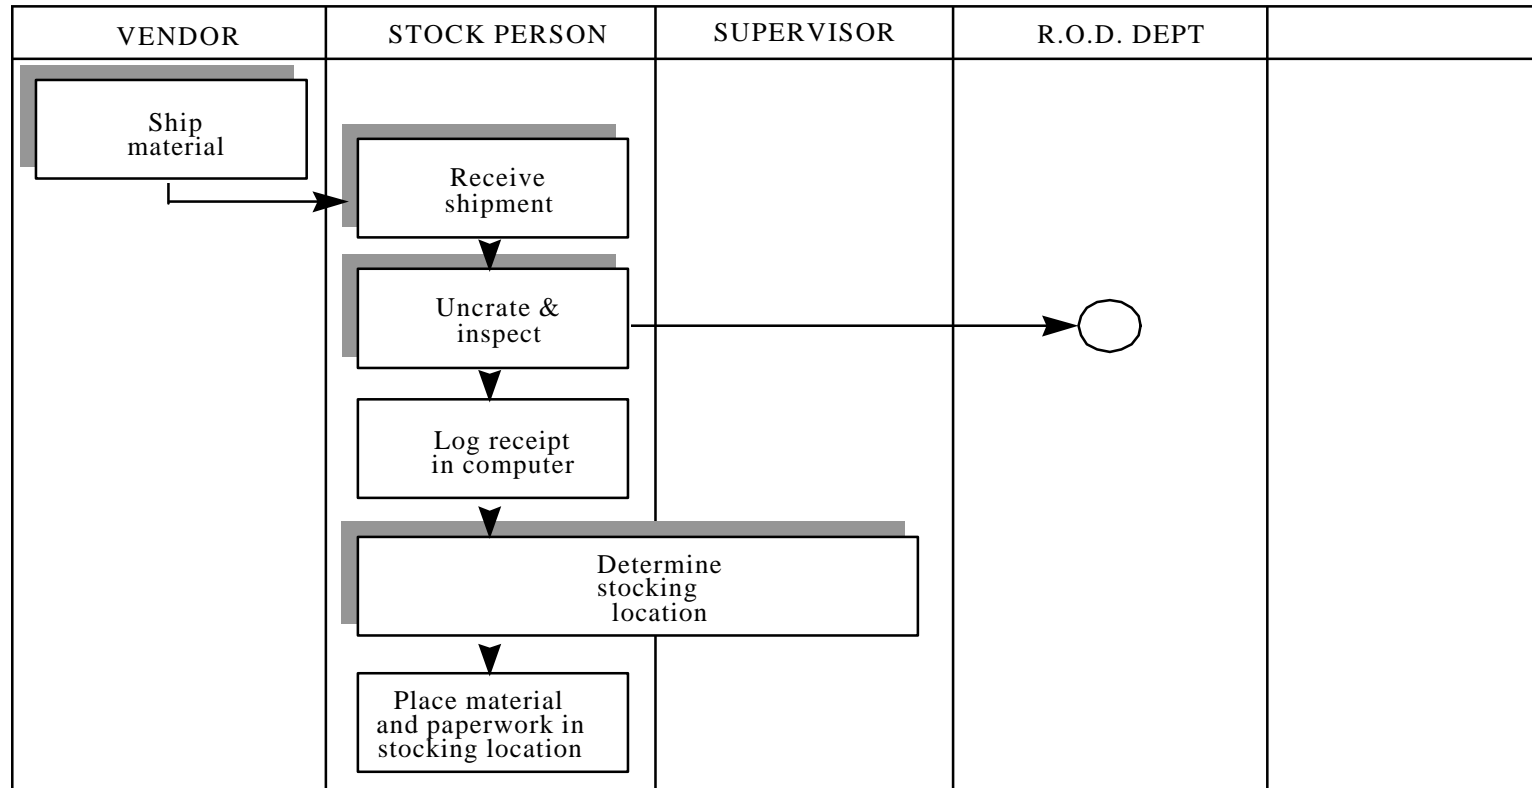 VENDOR
STOCK PERSON
SUPERVISOR
R.O.D. DEPT
Ship
material
Receive
shipment
Uncrate &
inspect
Log receipt
in computer
Determine
stocking
location
Place material
and paperwork in
stocking location